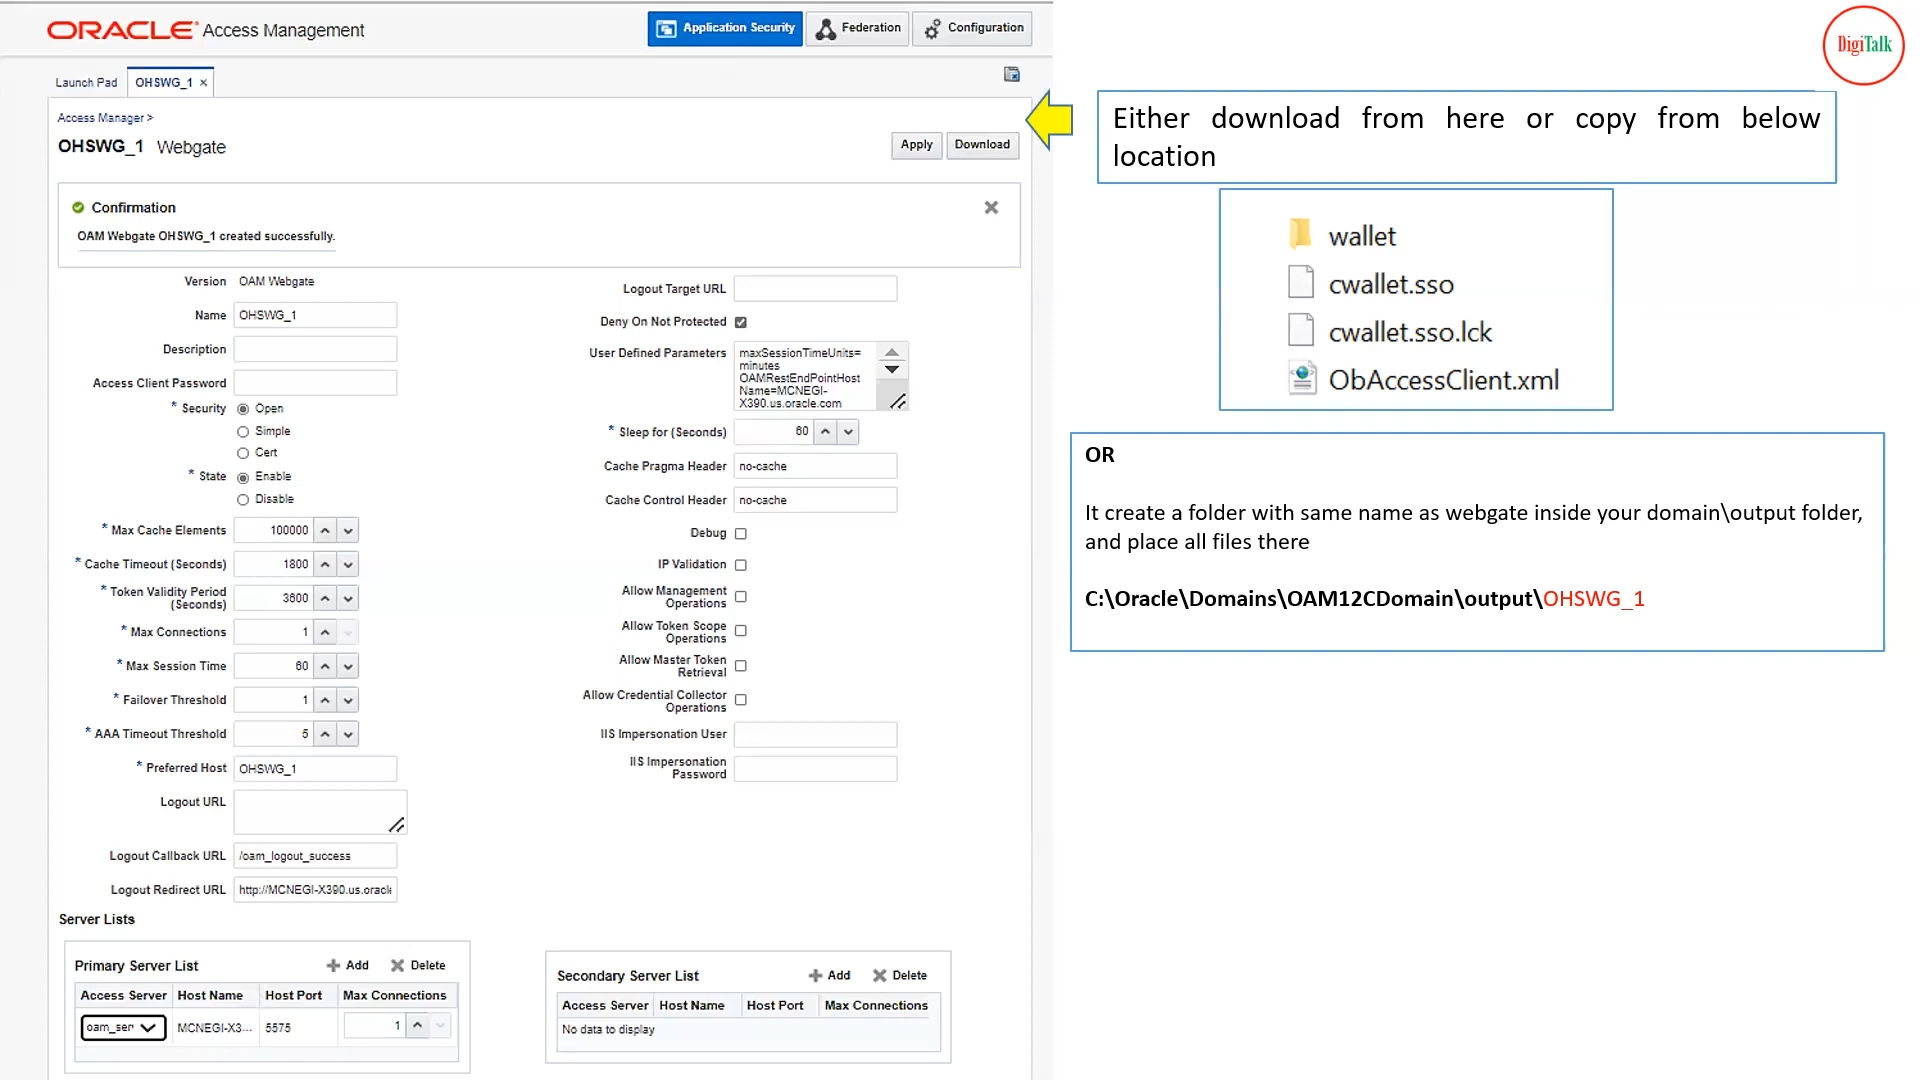 ORACLE Access Management
Application Security
Federation
Configuration
DigiTalk
Launch Pad
OHSWG_1 ×
Access Manager >
OHSWG_1 Webgate
Apply
Download
Either download from here or copy from below
location
Confirmation
OAM Webgate OHSWG_1 created successfully.
wallet
cwallet.sso
cwallet.sso.lck
ObAccessClient.xml
Version OAM Webgate
Name OHSWG_1
Description
Access Client Password
* Security Open
Simple
Cert
* State Enable
Disable
* Max Cache Elements 100000
* Cache Timeout (Seconds) 1800
* Token Validity Period
(Seconds) 3600
* Max Connections 1
* Max Session Time 60
* Failover Threshold 1
* AAA Timeout Threshold 5
* Preferred Host OHSWG_1
Logout URL
Logout Callback URL /oam_logout_success
Logout Redirect URL http://MCNEGI-X390.us.oracle
Logout Target URL
Deny On Not Protected
User Defined Parameters
maxSessionTimeUnits=
minutes
OAMRestEndPointHost
Name=MCNEGI-
X390.us.oracle.com
* Sleep for (Seconds) 60
Cache Pragma Header no-cache
Cache Control Header no-cache
Debug
IP Validation
Allow Management
Operations
Allow Token Scope
Operations
Allow Master Token
Retrieval
Allow Credential Collector
Operations
IIS Impersonation User
IIS Impersonation
Password
OR
It create a folder with same name as webgate inside your domain\output folder,
and place all files there
C:\Oracle\Domains\OAM12CDomain\output\OHSWG_1
Server Lists
Primary Server List Add Delete
Access Server Host Name Host Port Max Connections
oam_ser MCNEGI-X3... 5575 1
Secondary Server List Add Delete
Access Server Host Name Host Port Max Connections
No data to display